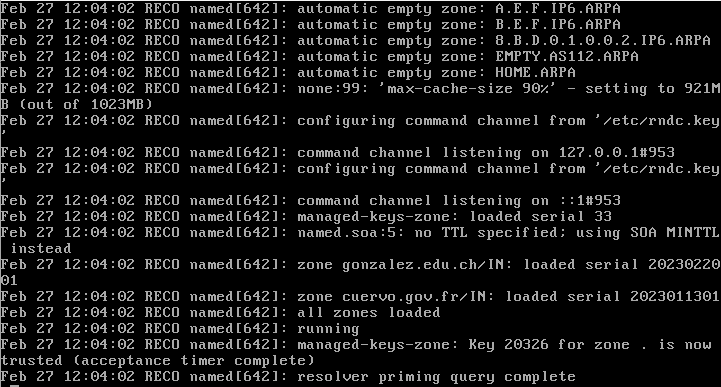 Feb 27 12:04:02 RECO named[642]: automatic empty zone: A.E.F.IP6.ARPA
Feb 27 12:04:02 RECO named[642]: automatic empty zone: B.E.F.IP6.ARPA
Feb 27 12:04:02 RECO named[642]: automatic empty zone: 8.B.D.0.1.0.0.2.IP6.ARPA
Feb 27 12:04:02 RECO named[642]: automatic empty zone: EMPTY.AS112.ARPA
Feb 27 12:04:02 RECO named[642]: automatic empty zone: HOME.ARPA
Feb 27 12:04:02 RECO named[642]: none:99: 'max-cache-size 90%' - setting to 921M
B (out of 1023MB)
Feb 27 12:04:02 RECO named[642]: configuring command channel from '/etc/rndc.key
'
Feb 27 12:04:02 RECO named[642]: command channel listening on 127.0.0.1#953
Feb 27 12:04:02 RECO named[642]: configuring command channel from '/etc/rndc.key
'
Feb 27 12:04:02 RECO named[642]: command channel listening on ::1#953
Feb 27 12:04:02 RECO named[642]: managed-keys-zone: loaded serial 33
Feb 27 12:04:02 RECO named[642]: named.soa:5: no TTL specified; using SOA MINTTL
 instead
Feb 27 12:04:02 RECO named[642]: zone gonzalez.edu.ch/IN: loaded serial 20230220
01
Feb 27 12:04:02 RECO named[642]: zone cuervo.gov.fr/IN: loaded serial 2023011301
Feb 27 12:04:02 RECO named[642]: all zones loaded
Feb 27 12:04:02 RECO named[642]: running
Feb 27 12:04:02 RECO named[642]: managed-keys-zone: Key 20326 for zone . is now
trusted (acceptance timer complete)
Feb 27 12:04:02 RECO named[642]: resolver priming query complete